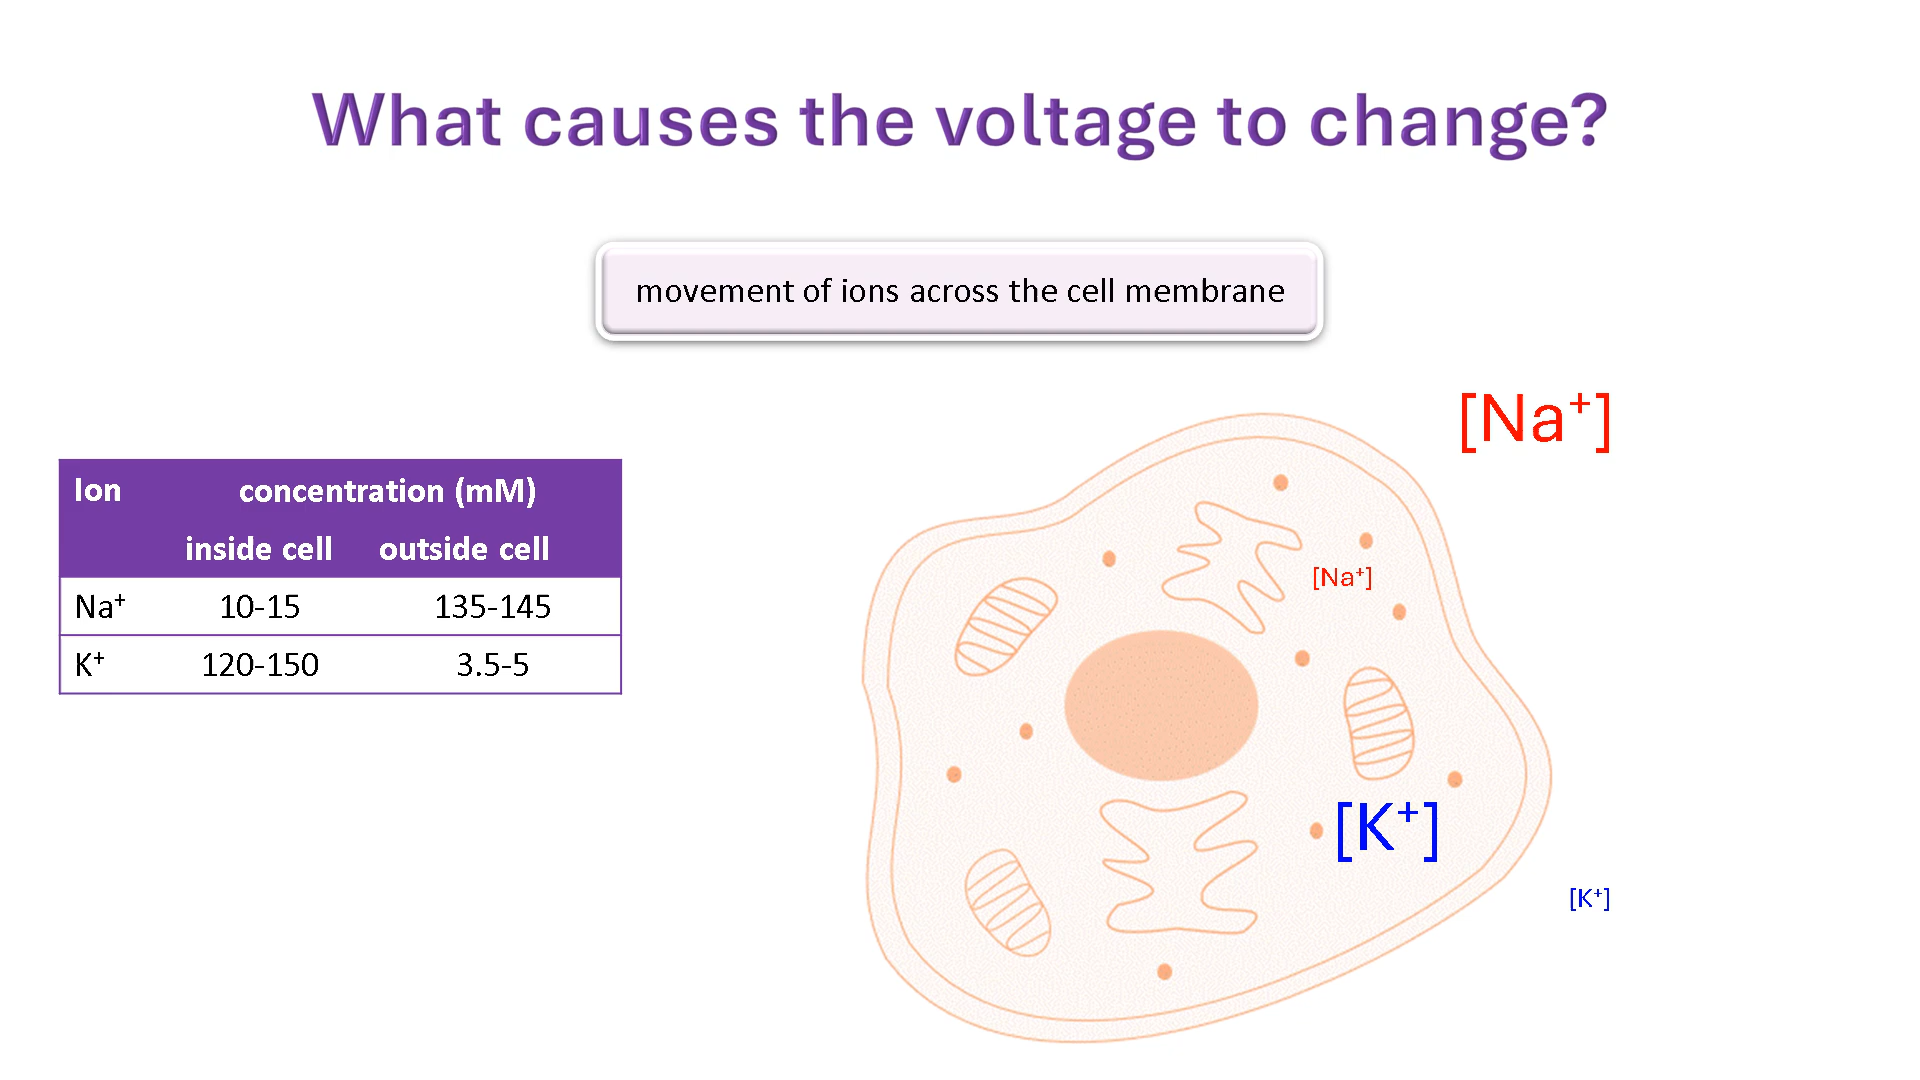 What causes the voltage to change?
movement of ions across the cell membrane
Ion concentration (mM)
inside cell outside cell
Na⁺ 10-15 135-145
K⁺ 120-150 3.5-5
[Na⁺]
[Na⁺]
[K⁺]
[K⁺]